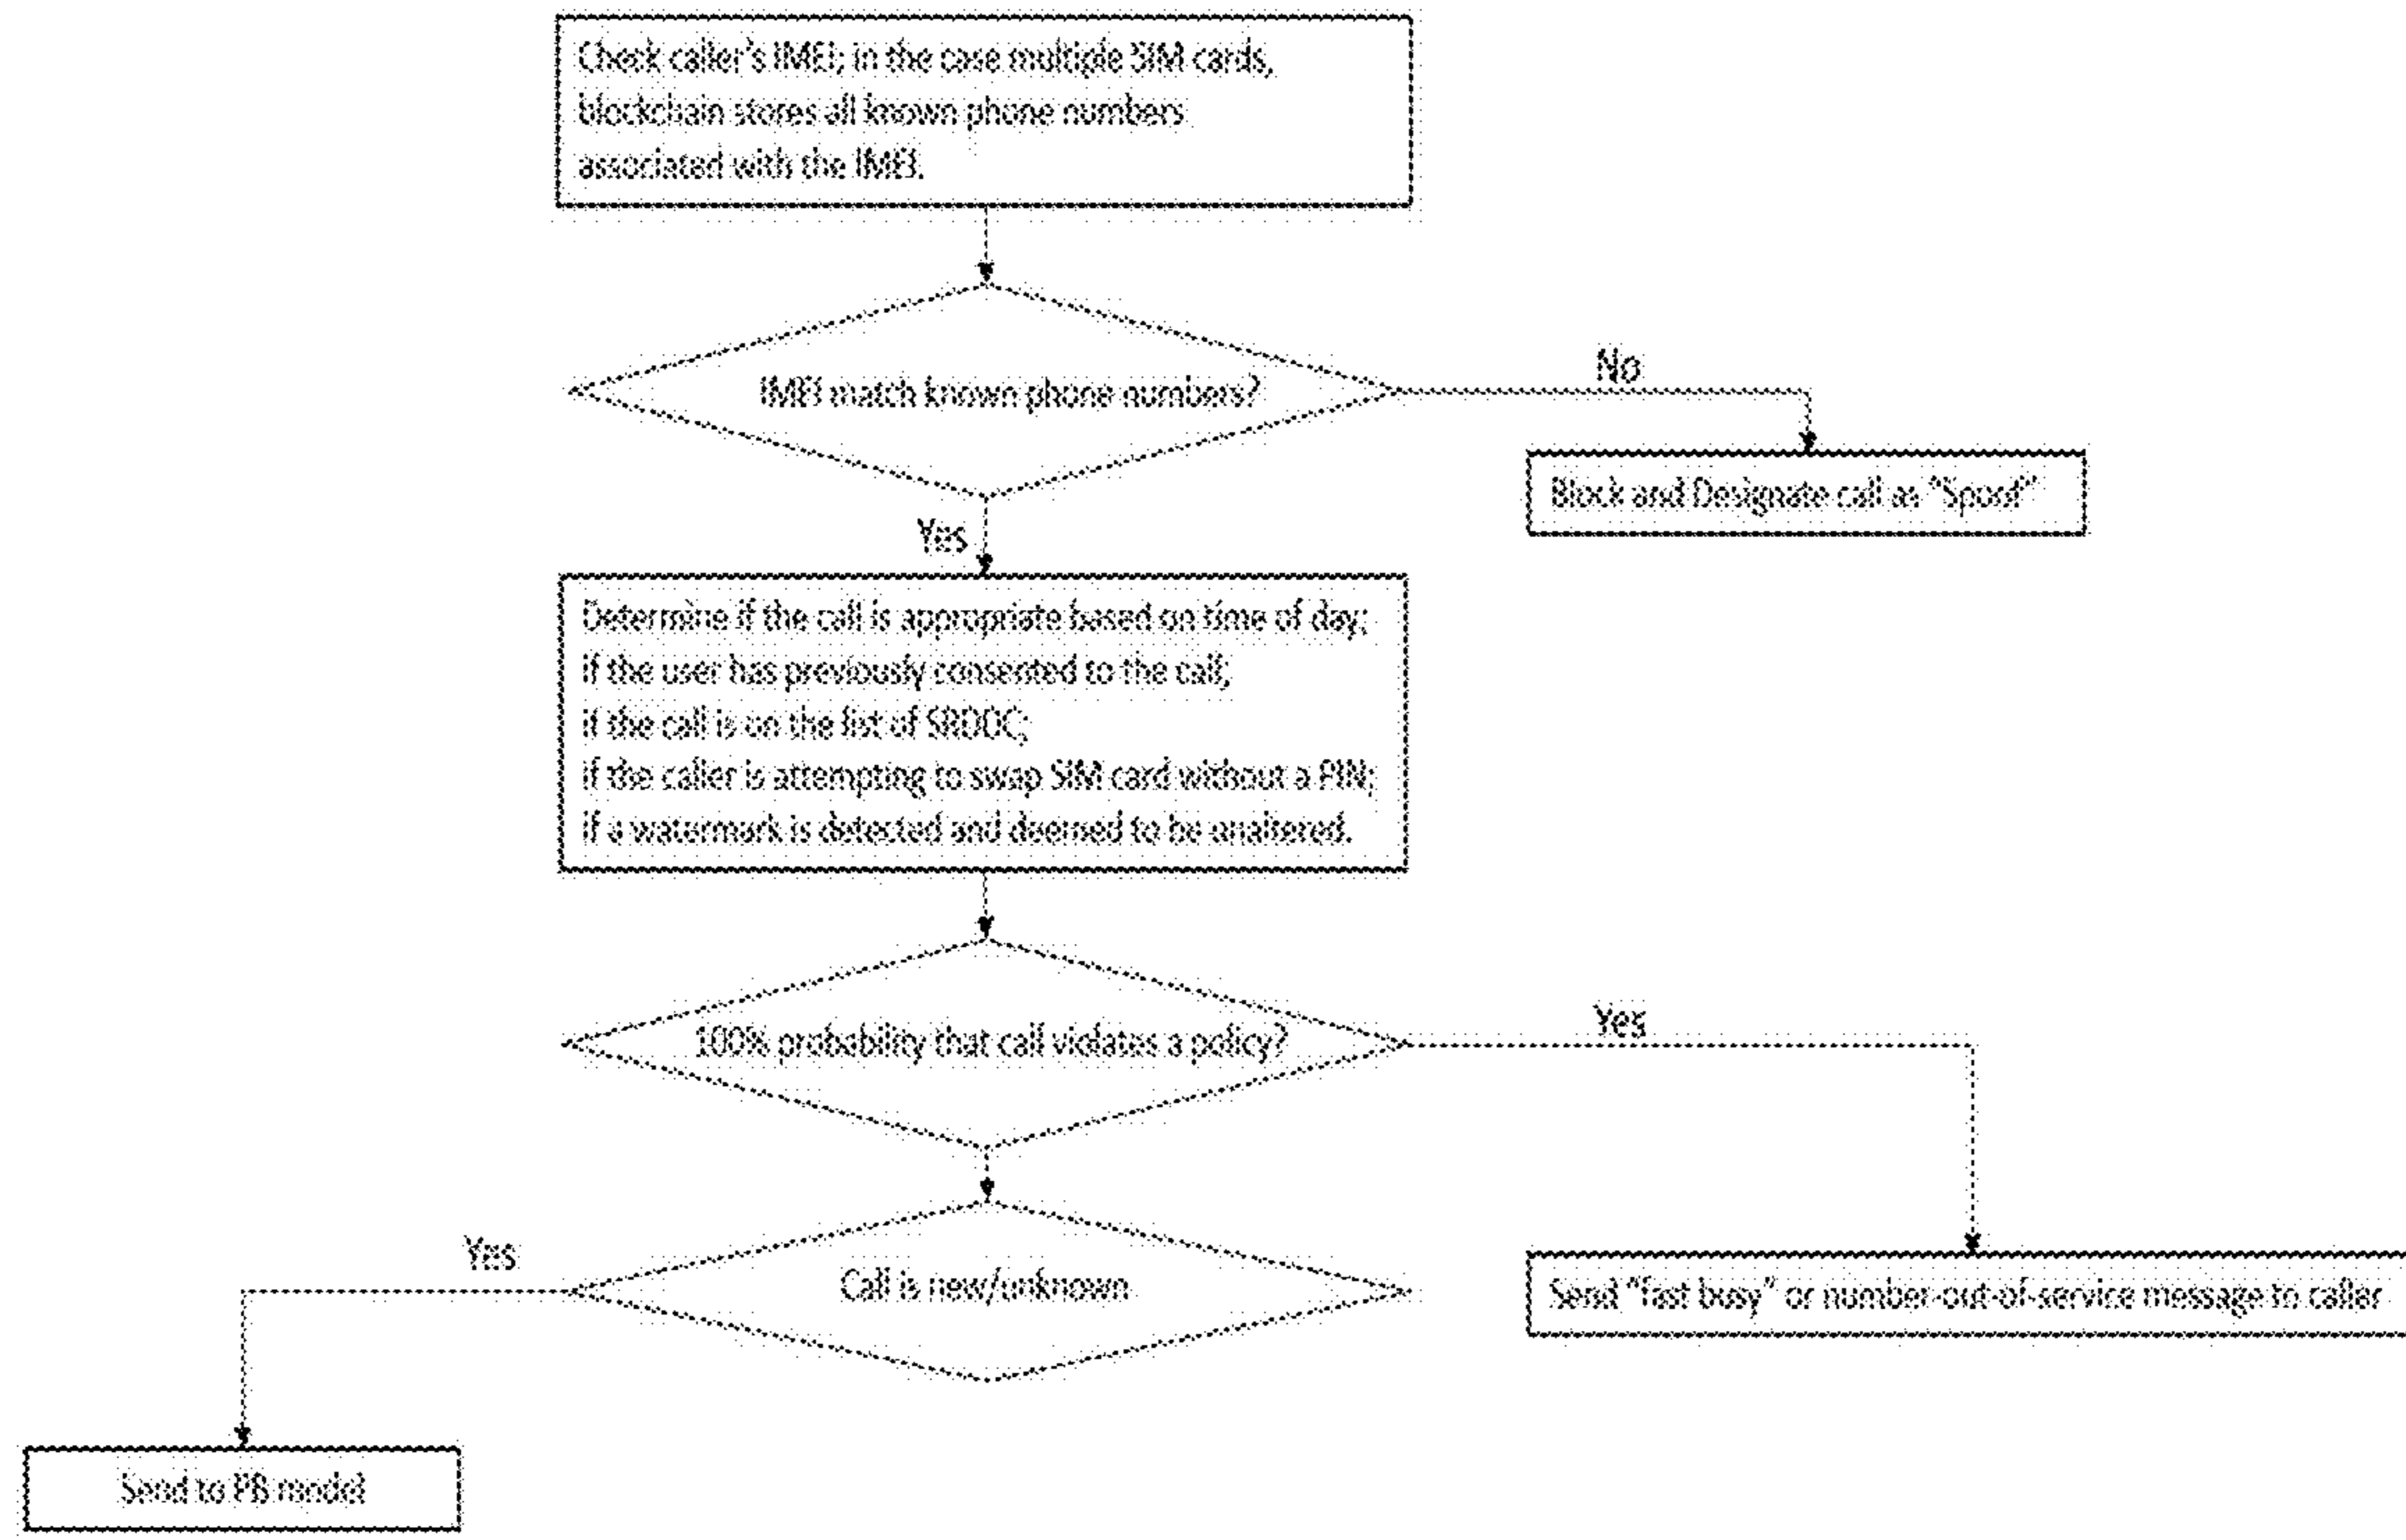 Check caller's IMEI; in the case multiple SIM cards,
blockchain stores all known phone numbers
associated with the IMEI.
IMEI match known phone numbers?
No
Block and Designate call as "Spoof"
Yes
Determine if the call is appropriate based on time of day;
if the user has previously consented to the call;
if the call is on the list of SRDOC;
if the caller is attempting to swap SIM card without a PIN;
if a watermark is detected and deemed to be unaltered.
100% probability that call violates a policy?
Yes
Yes
Call is new/unknown
Send "fast busy" or number-out-of-service message to caller
Send to PB model